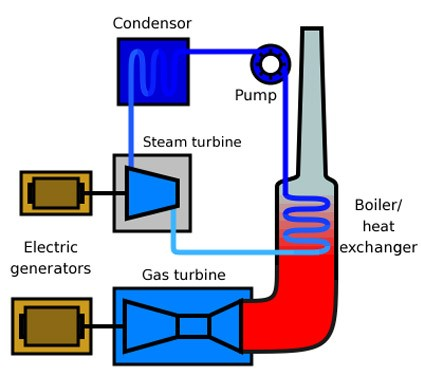 Condensor
Pump
Steam turbine
Boiler/
heat
exchanger
Electric
generators
Gas turbine